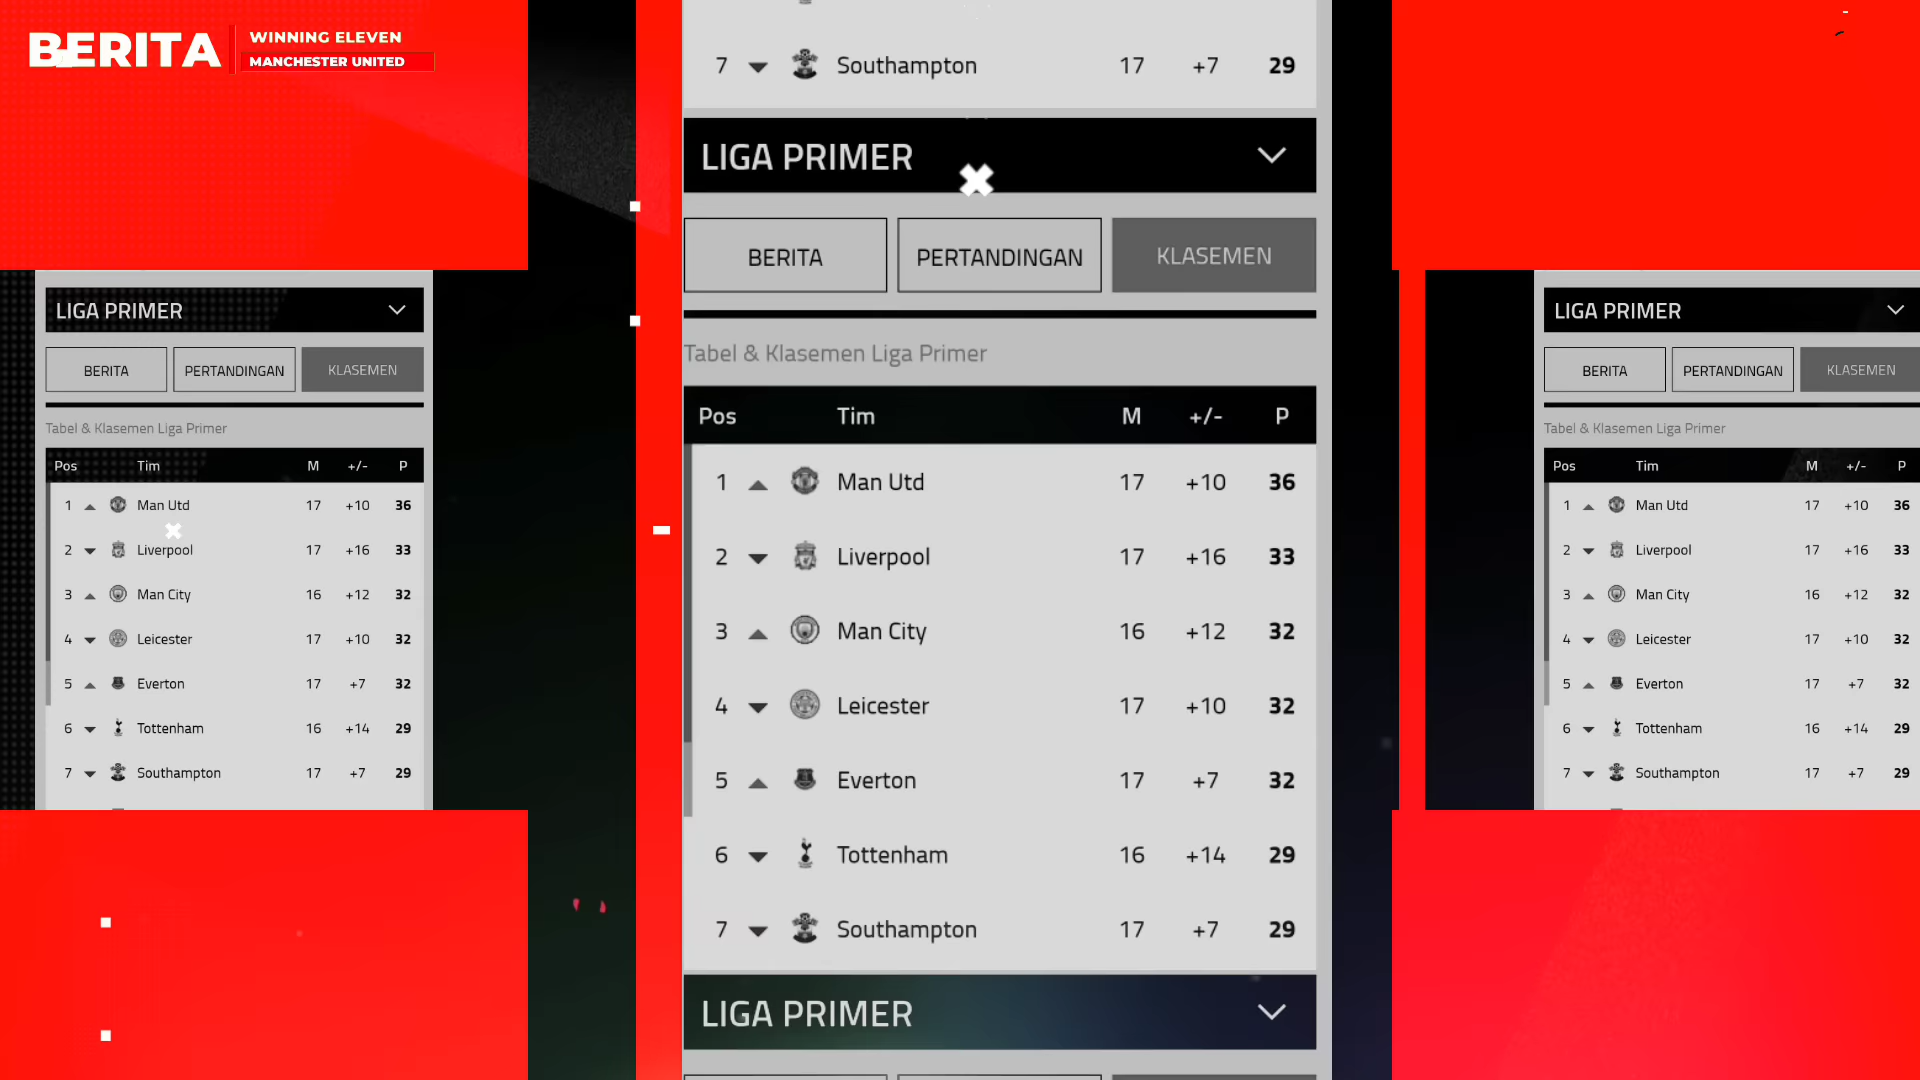 BERITA
WINNING ELEVEN
MANCHESTER UNITED
7 Southampton 17 +7 29
LIGA PRIMER
BERITA PERTANDINGAN KLASEMEN
Tabel & Klasemen Liga Primer
Pos Tim M +/- P
1 Man Utd 17 +10 36
2 Liverpool 17 +16 33
3 Man City 16 +12 32
4 Leicester 17 +10 32
5 Everton 17 +7 32
6 Tottenham 16 +14 29
7 Southampton 17 +7 29
LIGA PRIMER
LIGA PRIMER
BERITA PERTANDINGAN KLASEMEN
Tabel & Klasemen Liga Primer
Pos Tim M +/- P
1 Man Utd 17 +10 36
2 Liverpool 17 +16 33
3 Man City 16 +12 32
4 Leicester 17 +10 32
5 Everton 17 +7 32
6 Tottenham 16 +14 29
7 Southampton 17 +7 29
LIGA PRIMER
BERITA PERTANDINGAN KLASEMEN
Tabel & Klasemen Liga Primer
Pos Tim M +/- P
1 Man Utd 17 +10 36
2 Liverpool 17 +16 33
3 Man City 16 +12 32
4 Leicester 17 +10 32
5 Everton 17 +7 32
6 Tottenham 16 +14 29
7 Southampton 17 +7 29